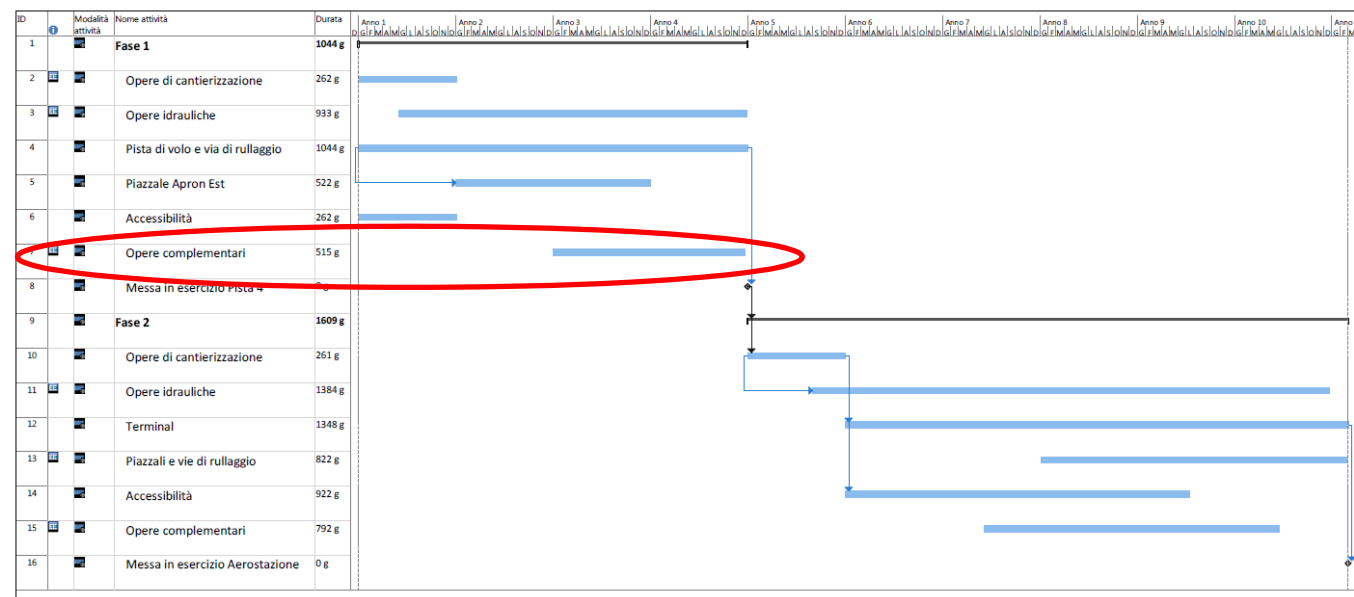 ID Modalità attività Nome attività Durata
Anno 1 Anno 2 Anno 3 Anno 4 Anno 5 Anno 6 Anno 7 Anno 8 Anno 9 Anno 10 Anno
D G F M A M G L A S O N D G F M A M G L A S O N D G F M A M G L A S O N D G F M A M G L A S O N D G F M A M G L A S O N D G F M A M G L A S O N D G F M A M G L A S O N D G F M A M G L A S O N D G F M A M G L A S O N D G F M A M G L A S O N D G F M
1 Fase 1 1044 g
2 Opere di cantierizzazione 262 g
3 Opere idrauliche 933 g
4 Pista di volo e via di rullaggio 1044 g
5 Piazzale Apron Est 522 g
6 Accessibilità 262 g
7 Opere complementari 515 g
8 Messa in esercizio Pista 4 0 g
9 Fase 2 1609 g
10 Opere di cantierizzazione 261 g
11 Opere idrauliche 1384 g
12 Terminal 1348 g
13 Piazzali e vie di rullaggio 822 g
14 Accessibilità 922 g
15 Opere complementari 792 g
16 Messa in esercizio Aerostazione 0 g